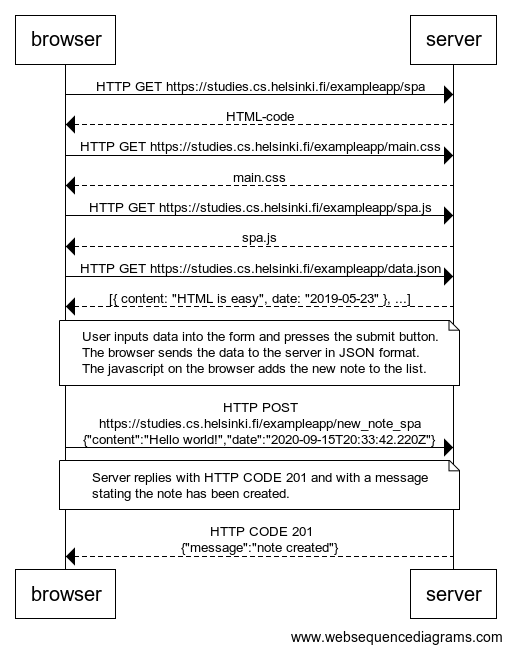 browser server
HTTP GET https://studies.cs.helsinki.fi/exampleapp/spa
HTML-code
HTTP GET https://studies.cs.helsinki.fi/exampleapp/main.css
main.css
HTTP GET https://studies.cs.helsinki.fi/exampleapp/spa.js
spa.js
HTTP GET https://studies.cs.helsinki.fi/exampleapp/data.json
[{ content: "HTML is easy", date: "2019-05-23" }, ...]
User inputs data into the form and presses the submit button.
The browser sends the data to the server in JSON format.
The javascript on the browser adds the new note to the list.
HTTP POST
https://studies.cs.helsinki.fi/exampleapp/new_note_spa
{"content":"Hello world!","date":"2020-09-15T20:33:42.220Z"}
Server replies with HTTP CODE 201 and with a message
stating the note has been created.
HTTP CODE 201
{"message":"note created"}
browser server
www.websequencediagrams.com